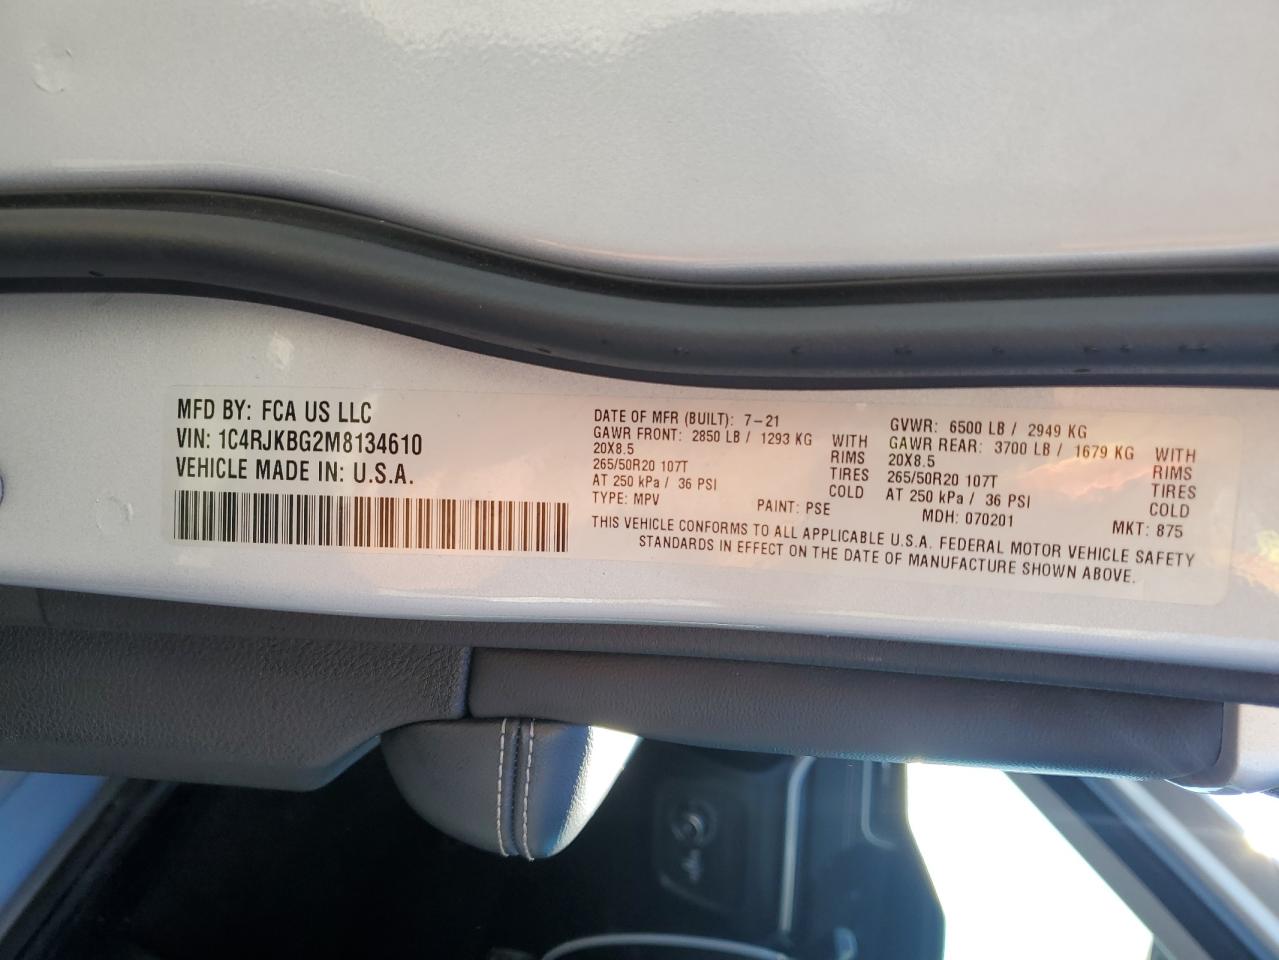 MFD BY: FCA US LLC
VIN: 1C4RJKBG2M8134610
VEHICLE MADE IN: U.S.A.
DATE OF MFR (BUILT): 7-21
GAWR FRONT: 2850 LB / 1293 KG WITH
20X8.5 RIMS
265/50R20 107T TIRES
AT 250 kPa / 36 PSI COLD
TYPE: MPV PAINT: PSE
GVWR: 6500 LB / 2949 KG
GAWR REAR: 3700 LB / 1679 KG WITH
20X8.5 RIMS
265/50R20 107T TIRES
AT 250 kPa / 36 PSI COLD
MDH: 070201 MKT: 875
THIS VEHICLE CONFORMS TO ALL APPLICABLE U.S.A. FEDERAL MOTOR VEHICLE SAFETY
STANDARDS IN EFFECT ON THE DATE OF MANUFACTURE SHOWN ABOVE.